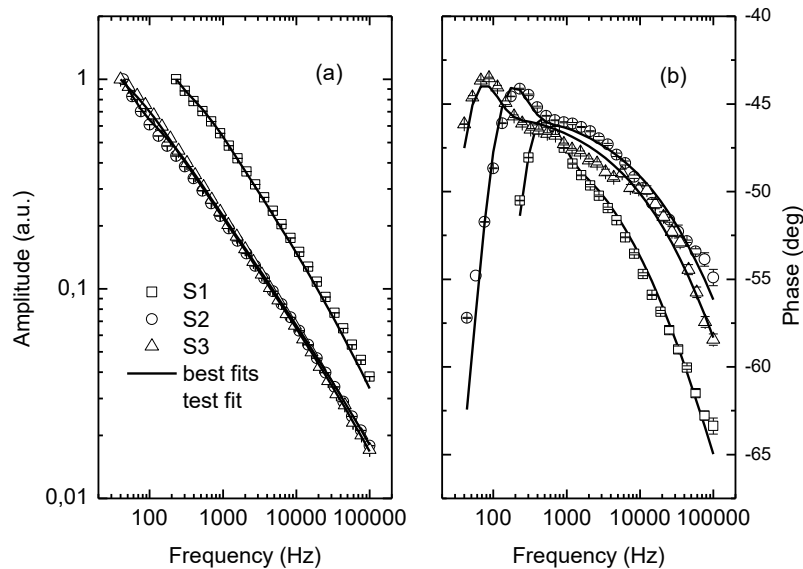 (a)
1
0,1
0,01
Amplitude (a.u.)
S1
S2
S3
best fits
test fit
100 1000 10000 100000
Frequency (Hz)
(b)
-40
-45
-50
-55
-60
-65
Phase (deg)
100 1000 10000 100000
Frequency (Hz)